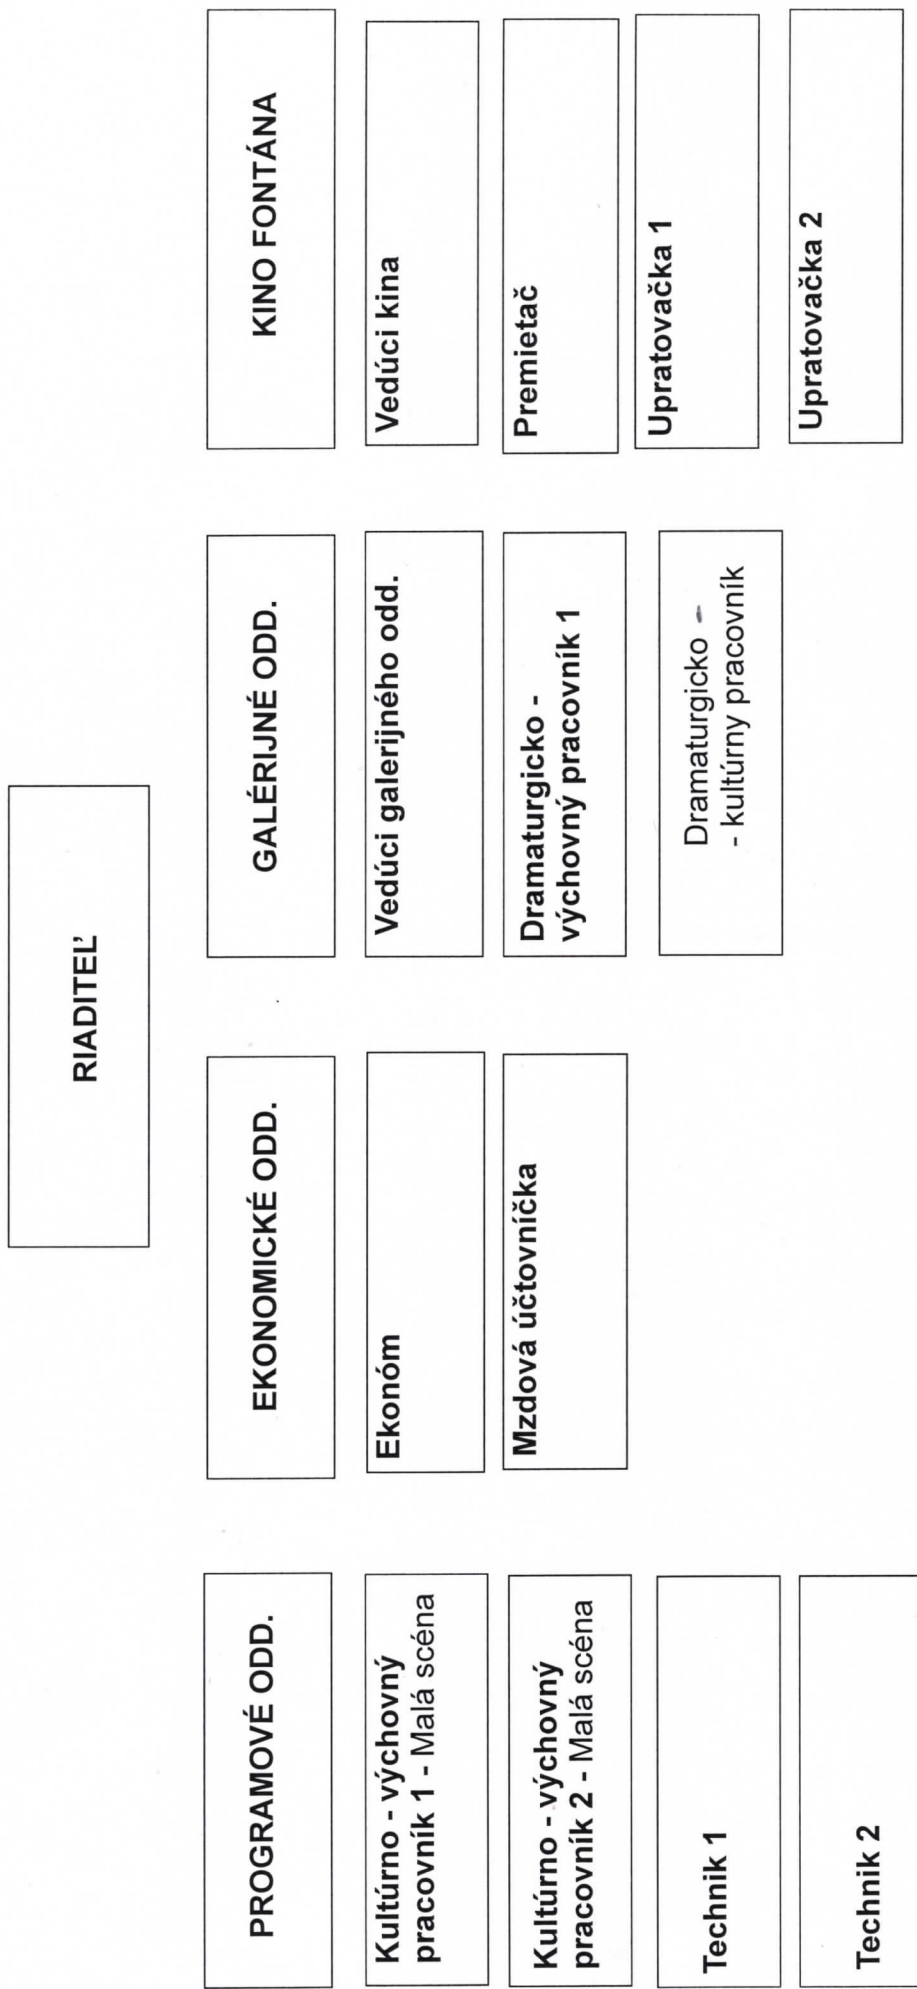 RIADITEĽ
PROGRAMOVÉ ODD.
Kultúrno - výchovný
pracovník 1 - Malá scéna
Kultúrno - výchovný
pracovník 2 - Malá scéna
Technik 1
Technik 2
EKONOMICKÉ ODD.
Ekonóm
Mzdová účtovníčka
GALÉRIJNÉ ODD.
Vedúci galerijného odd.
Dramaturgicko -
výchovný pracovník 1
Dramaturgicko -
- kultúrny pracovník
KINO FONTÁNA
Vedúci kina
Premietač
Upratovačka 1
Upratovačka 2